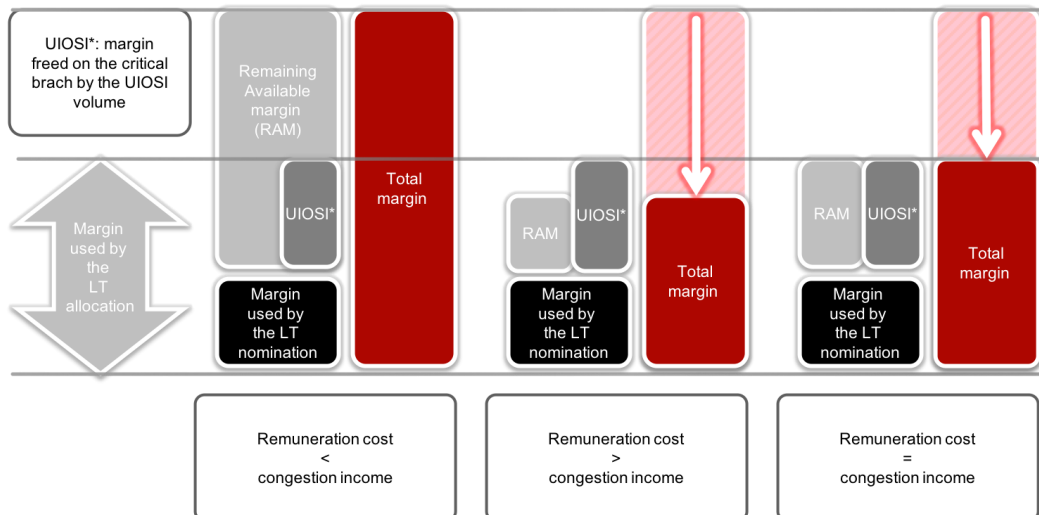 UIOSI*: margin
freed on the critical
brach by the UIOSI
volume
Margin
used by
the
LT
allocation
Remaining
Available
margin
(RAM)
UIOSI*
Margin
used by
the LT
nomination
Total
margin
RAM
UIOSI*
Margin
used by
the LT
nomination
Total
margin
RAM
UIOSI*
Margin
used by
the LT
nomination
Total
margin
Remuneration cost
<
congestion income
Remuneration cost
>
congestion income
Remuneration cost
=
congestion income